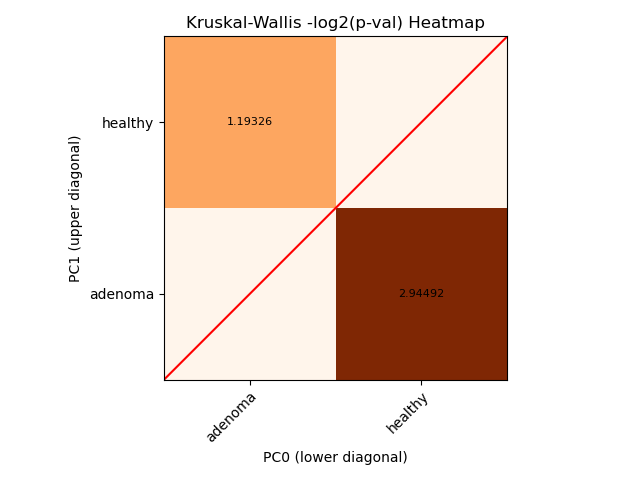 Kruskal-Wallis -log2(p-val) Heatmap
PC1 (upper diagonal)
healthy
1.19326
adenoma
2.94492
adenoma
healthy
PC0 (lower diagonal)